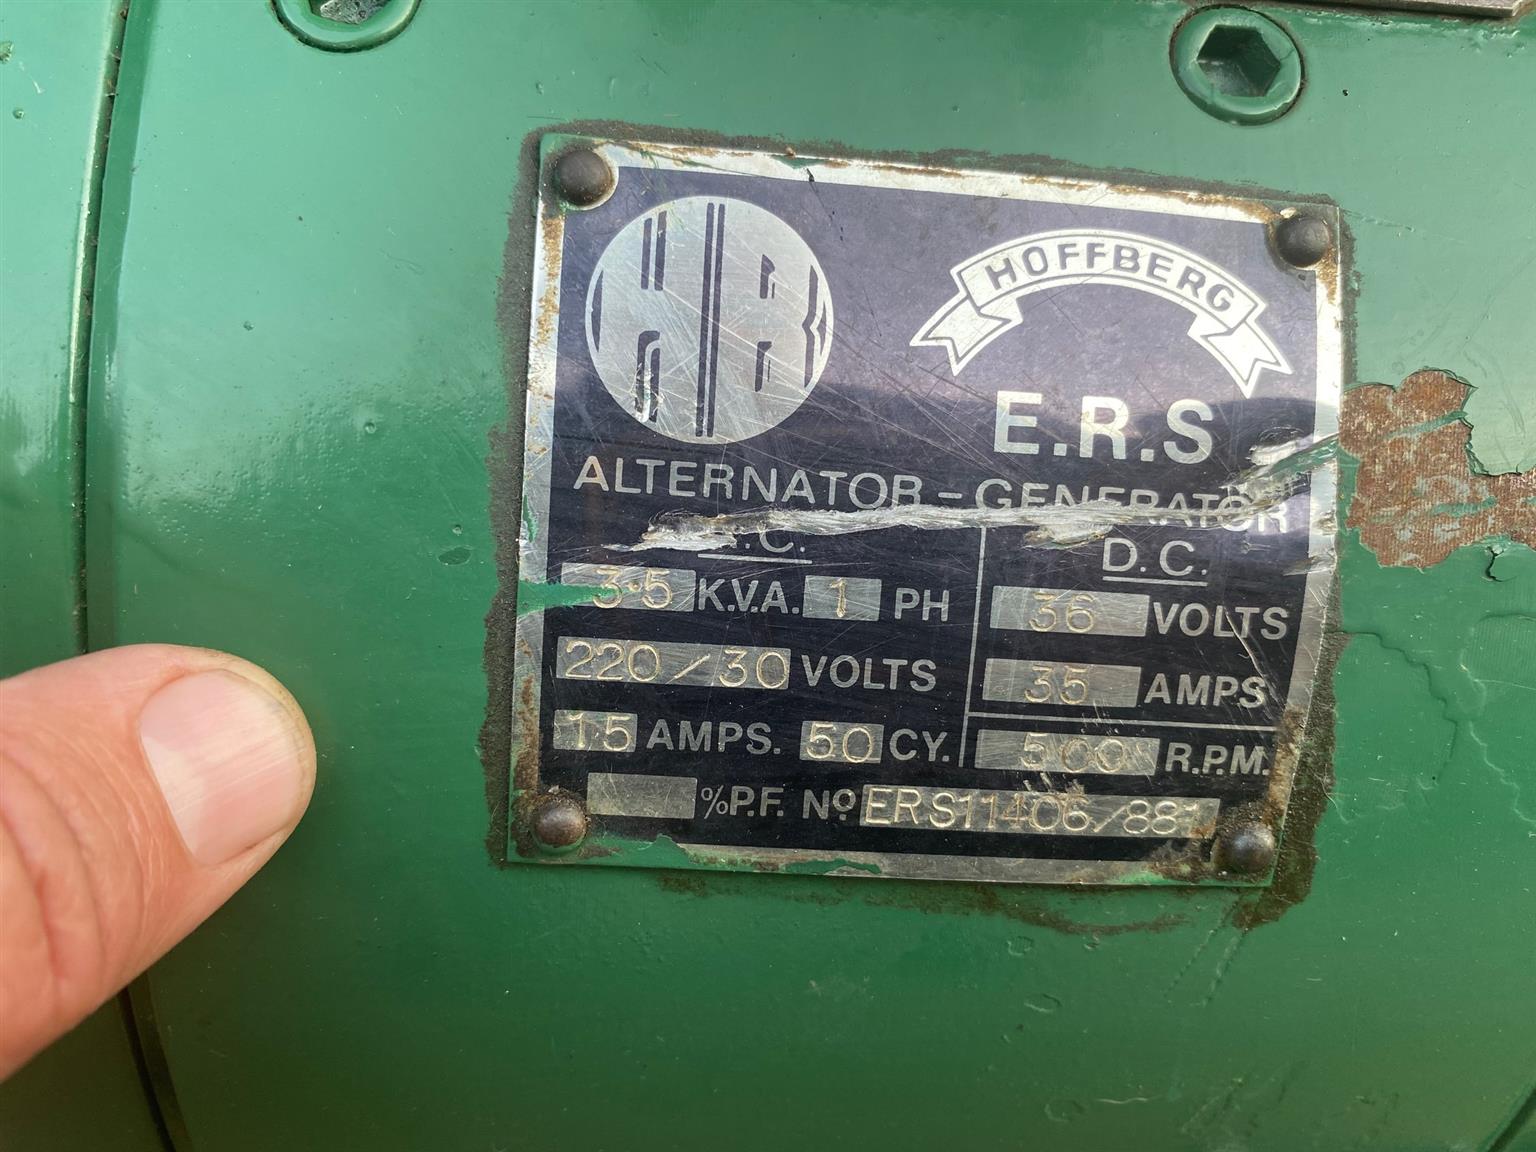 HB
HOFFBERG
E.R.S
ALTERNATOR - GENERATOR
A.C.
3.5 K.V.A. 1 PH
220/30 VOLTS
15 AMPS. 50 CY.
% P.F. Nº ERS11406/881
D.C.
36 VOLTS
35 AMPS
500 R.P.M.